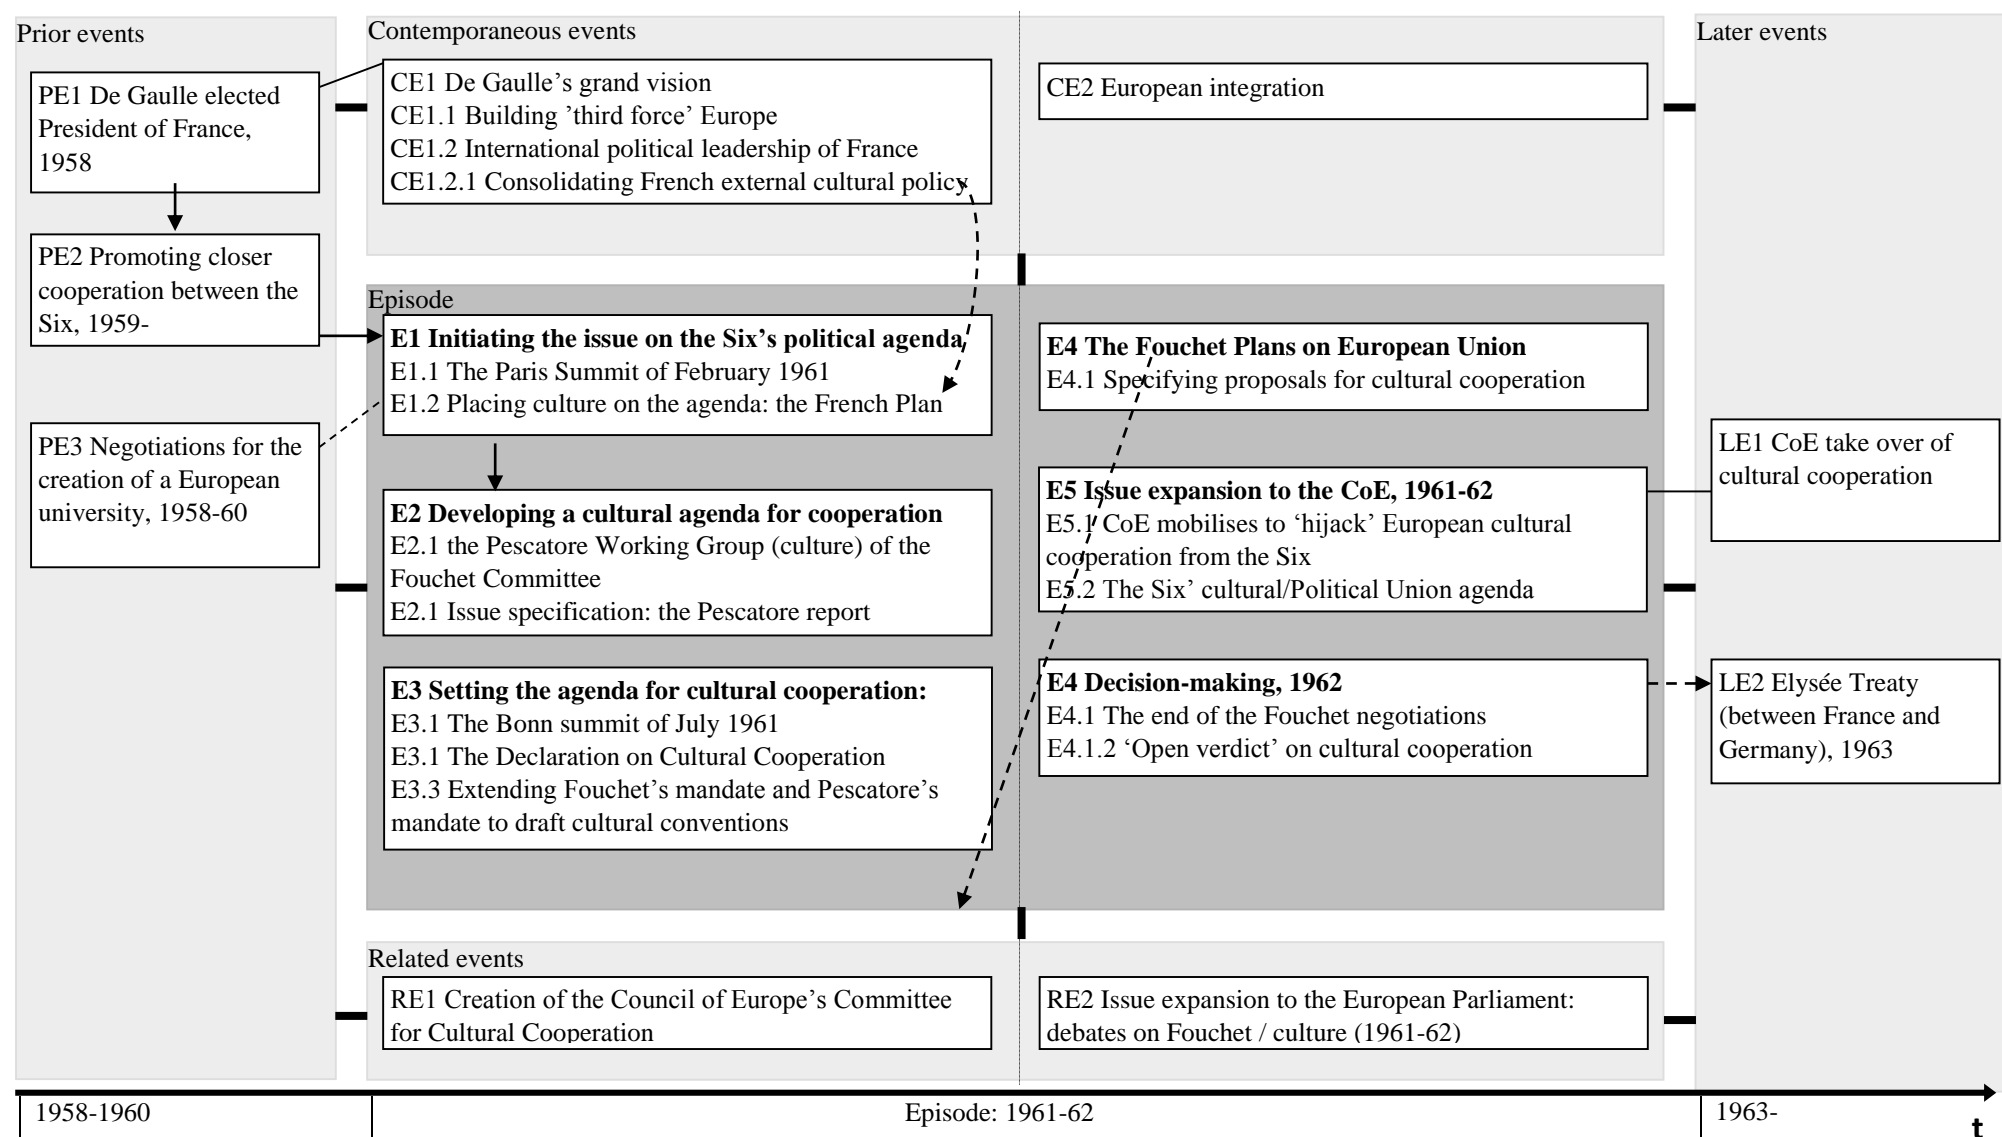 Prior events
PE1 De Gaulle elected
President of France,
1958
PE2 Promoting closer
cooperation between the
Six, 1959-
PE3 Negotiations for the
creation of a European
university, 1958-60
Contemporaneous events
CE1 De Gaulle’s grand vision
CE1.1 Building ’third force’ Europe
CE1.2 International political leadership of France
CE1.2.1 Consolidating French external cultural policy
CE2 European integration
Episode
E1 Initiating the issue on the Six’s political agenda
E1.1 The Paris Summit of February 1961
E1.2 Placing culture on the agenda: the French Plan
E2 Developing a cultural agenda for cooperation
E2.1 the Pescatore Working Group (culture) of the
Fouchet Committee
E2.1 Issue specification: the Pescatore report
E3 Setting the agenda for cultural cooperation:
E3.1 The Bonn summit of July 1961
E3.1 The Declaration on Cultural Cooperation
E3.3 Extending Fouchet’s mandate and Pescatore’s
mandate to draft cultural conventions
E4 The Fouchet Plans on European Union
E4.1 Specifying proposals for cultural cooperation
E5 Issue expansion to the CoE, 1961-62
E5.1 CoE mobilises to ‘hijack’ European cultural
cooperation from the Six
E5.2 The Six’ cultural/Political Union agenda
E4 Decision-making, 1962
E4.1 The end of the Fouchet negotiations
E4.1.2 ‘Open verdict’ on cultural cooperation
Related events
RE1 Creation of the Council of Europe’s Committee
for Cultural Cooperation
RE2 Issue expansion to the European Parliament:
debates on Fouchet / culture (1961-62)
Later events
LE1 CoE take over of
cultural cooperation
LE2 Elysée Treaty
(between France and
Germany), 1963
1958-1960
Episode: 1961-62
1963-
t